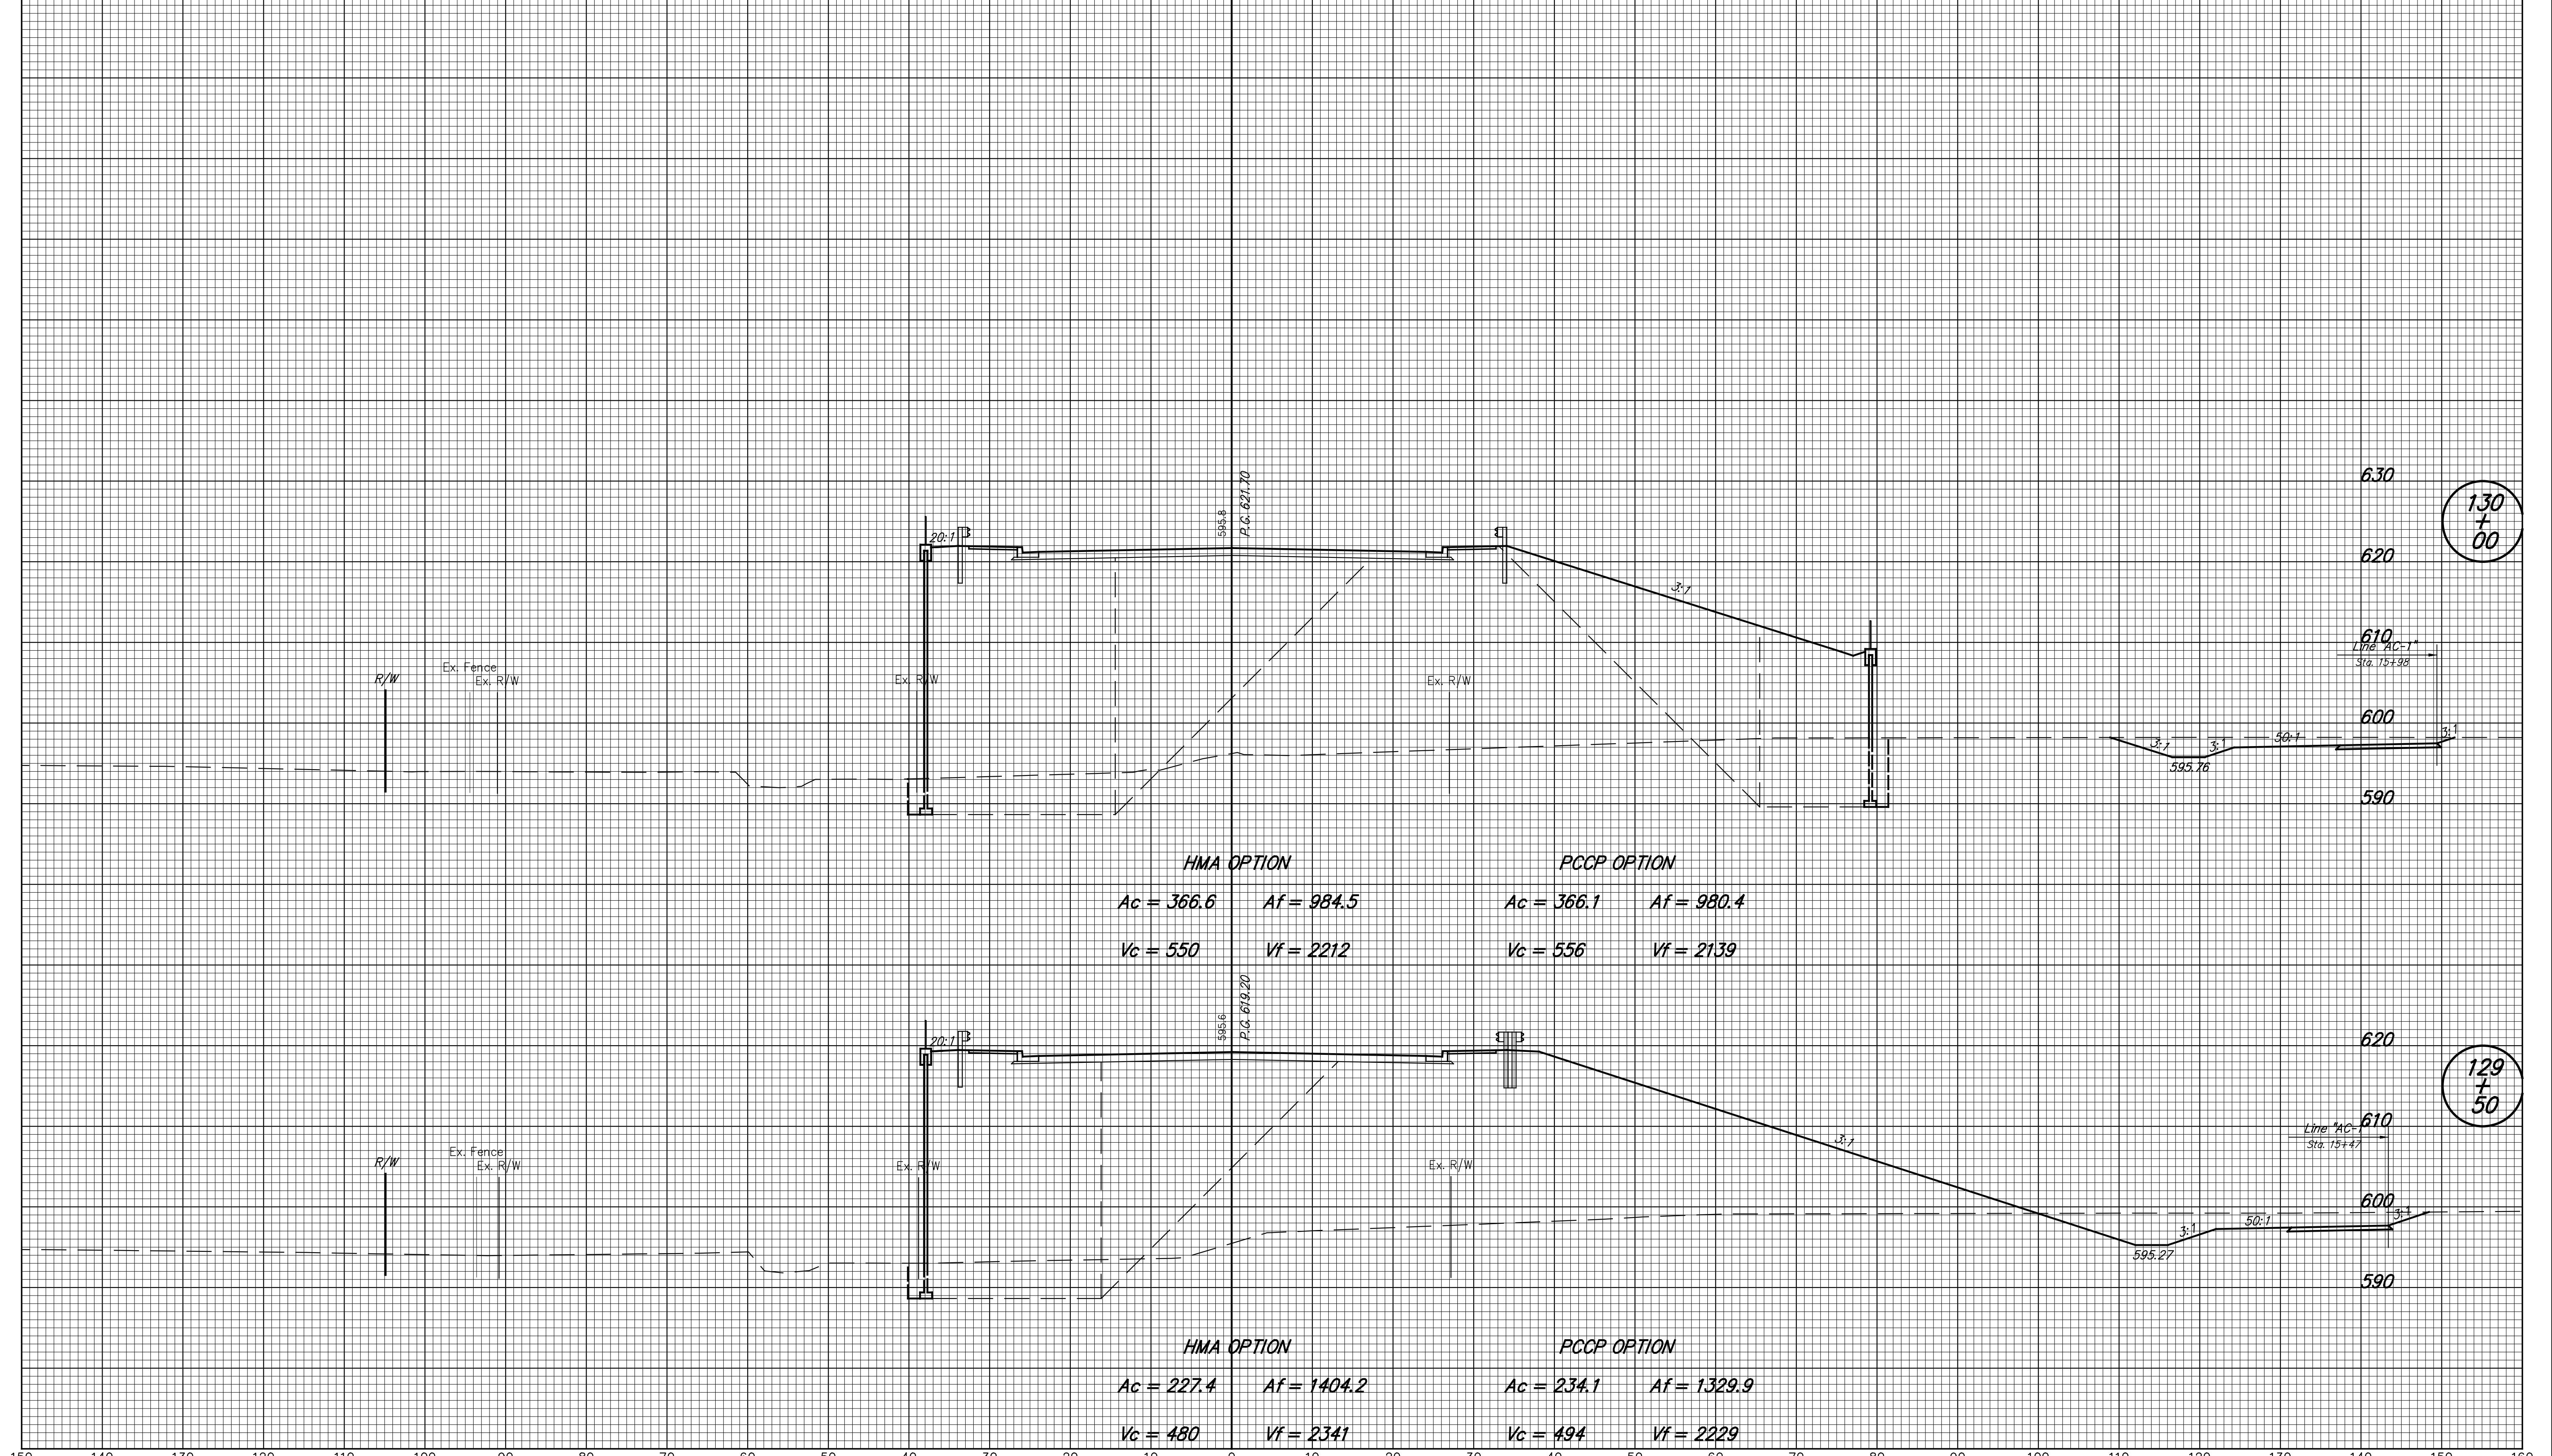 630
130
+
00
595.8
P.G. 621.70
20:1
620
3:1
610
Line "AC-1"
Sta. 15+98
Ex. Fence
R/W
Ex. R/W
Ex. R/W
Ex. R/W
600
3:1
3:1
50:1
3:1
595.76
590
HMA OPTION
PCCP OPTION
Ac = 366.6 Af = 984.5 Ac = 366.1 Af = 980.4
Vc = 550 Vf = 2212 Vc = 556 Vf = 2139
595.6
P.G. 619.20
20:1
620
129
+
50
610
Line "AC-1
Sta. 15+47
3:1
Ex. Fence
R/W
Ex. R/W
Ex. R/W
Ex. R/W
600
3:1
50:1
3:1
595.27
590
HMA OPTION
PCCP OPTION
Ac = 227.4 Af = 1404.2 Ac = 234.1 Af = 1329.9
Vc = 480 Vf = 2341 Vc = 494 Vf = 2229